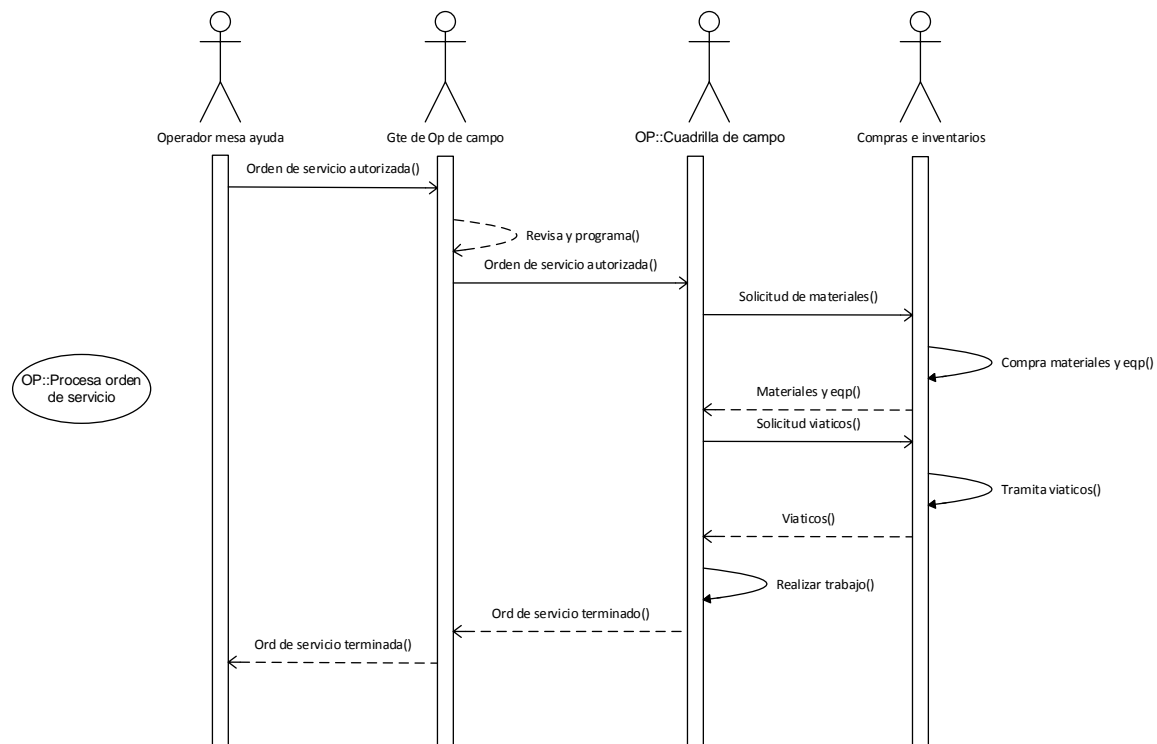 Operador mesa ayuda
Gte de Op de campo
OP::Cuadrilla de campo
Compras e inventarios
Orden de servicio autorizada()
Revisa y programa()
Orden de servicio autorizada()
Solicitud de materiales()
Compra materiales y eqp()
OP::Procesa orden
de servicio
Materiales y eqp()
Solicitud viaticos()
Tramita viaticos()
Viaticos()
Realizar trabajo()
Ord de servicio terminado()
Ord de servicio terminada()